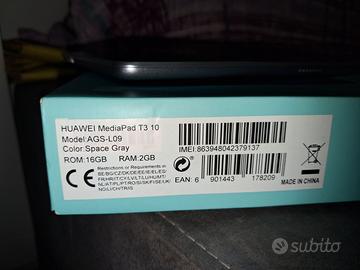 HUAWEI MediaPad T3 10
Model:AGS-L09
Color:Space Gray
IMEI:863948042379137
ROM:16GB RAM:2GB
CE Restrictions or Requirements in
BE/BG/CZ/DK/DE/EE/IE/EL/ES/
FR/HR/IT/CY/LV/LT/LU/HU/MT/
NL/AT/PL/PT/RO/SI/SK/FI/SE/UK/
NO/LI/CH/TR/IS
EAN: 6 901443 178209
MADE IN CHINA
subito